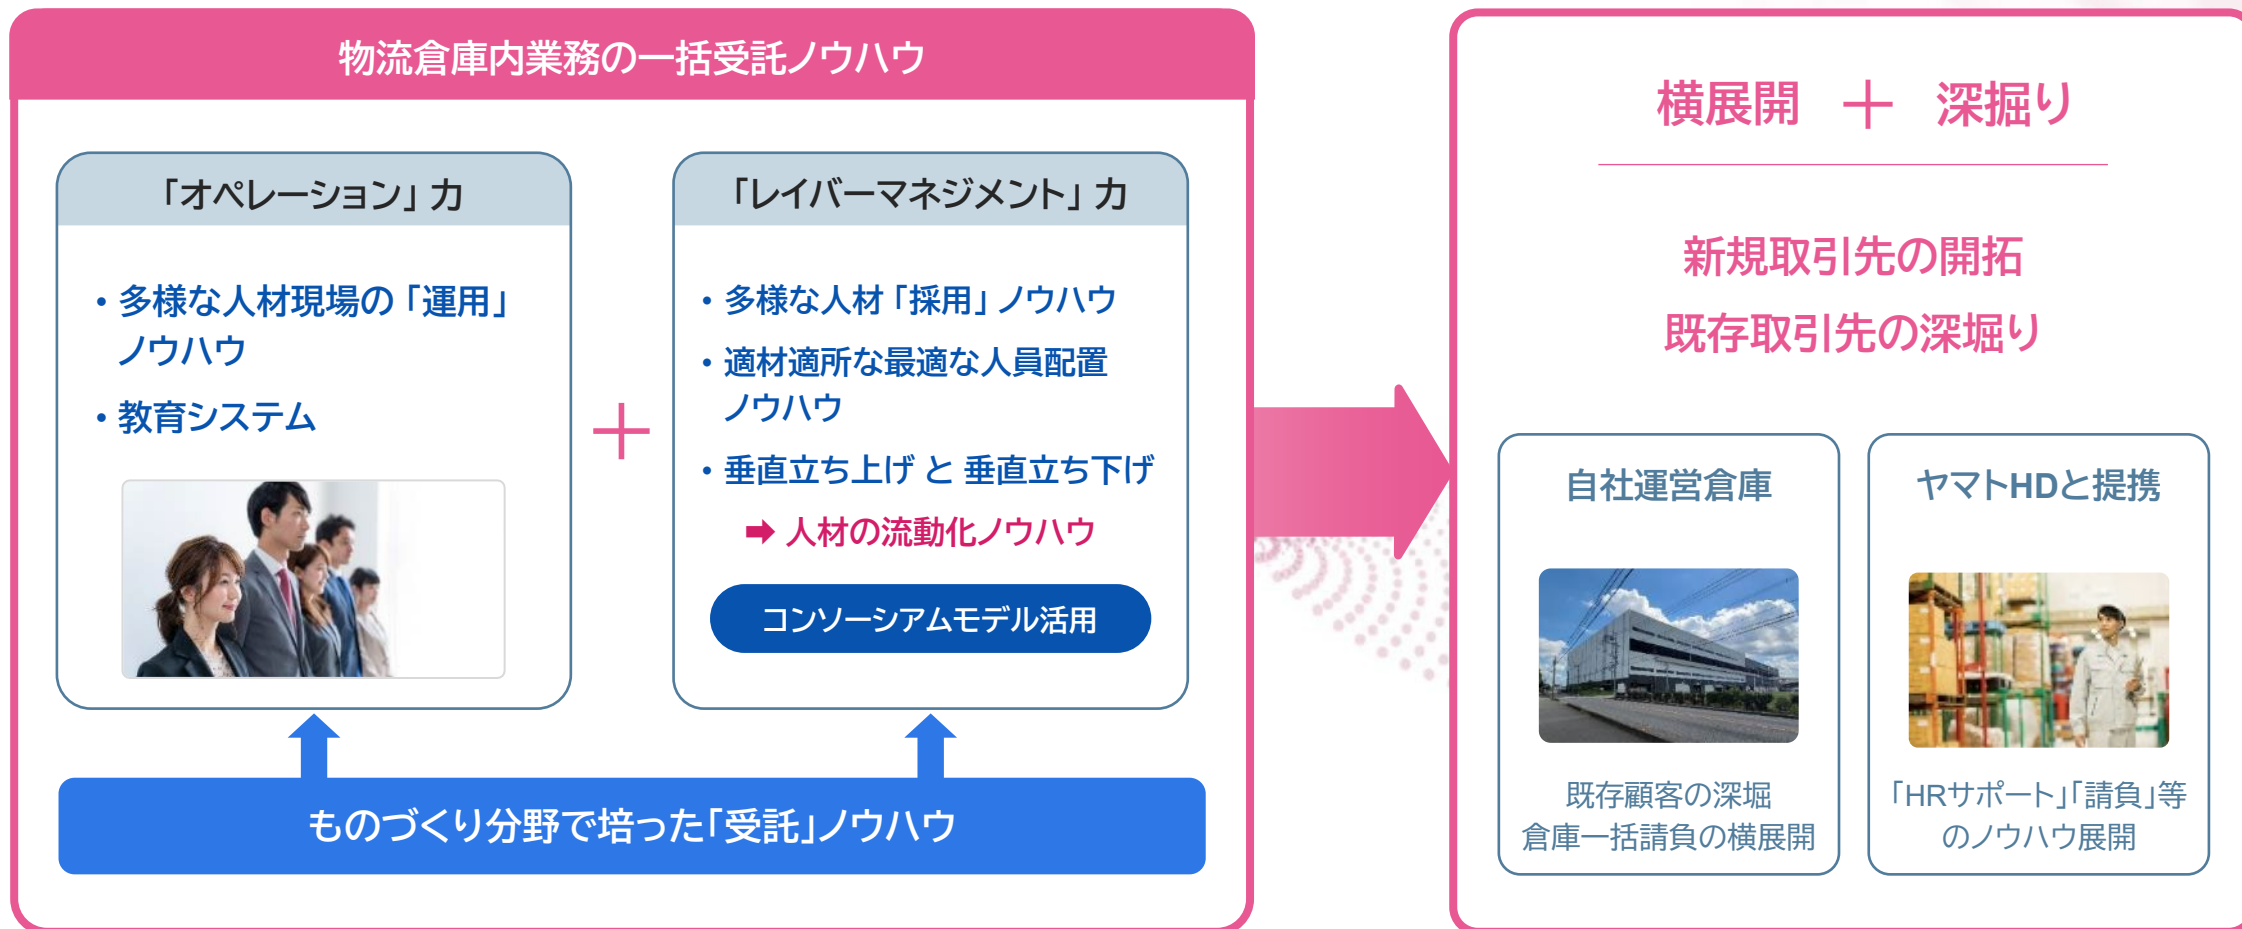 物流倉庫内業務の一括受託ノウハウ
「オペレーション」力
・多様な人材現場の「運用」
ノウハウ
・教育システム
＋
「レイバーマネジメント」力
・多様な人材「採用」ノウハウ
・適材適所な最適な人員配置
ノウハウ
・垂直立ち上げ と 垂直立ち下げ
➡ 人材の流動化ノウハウ
コンソーシアムモデル活用
ものづくり分野で培った「受託」ノウハウ
横展開 ＋ 深掘り
新規取引先の開拓
既存取引先の深堀り
自社運営倉庫
既存顧客の深堀
倉庫一括請負の横展開
ヤマトHDと提携
「HRサポート」「請負」等
のノウハウ展開